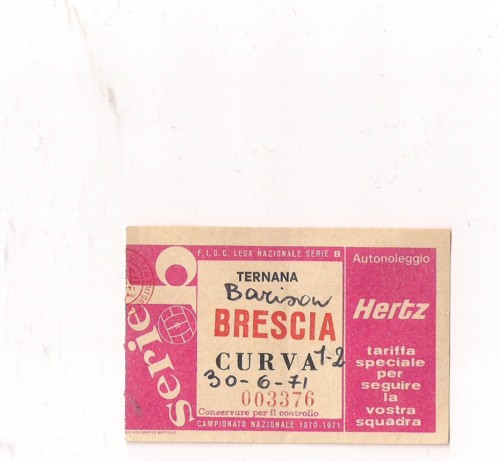 serie b
F.I.G.C. LEGA NAZIONALE SERIE B
TERNANA
Barison
BRESCIA
CURVA 1-2
30-6-71
003376
Conservare per il controllo
CAMPIONATO NAZIONALE 1970-1971
Autonoleggio
Hertz
tariffa
speciale
per
seguire
la
vostra
squadra